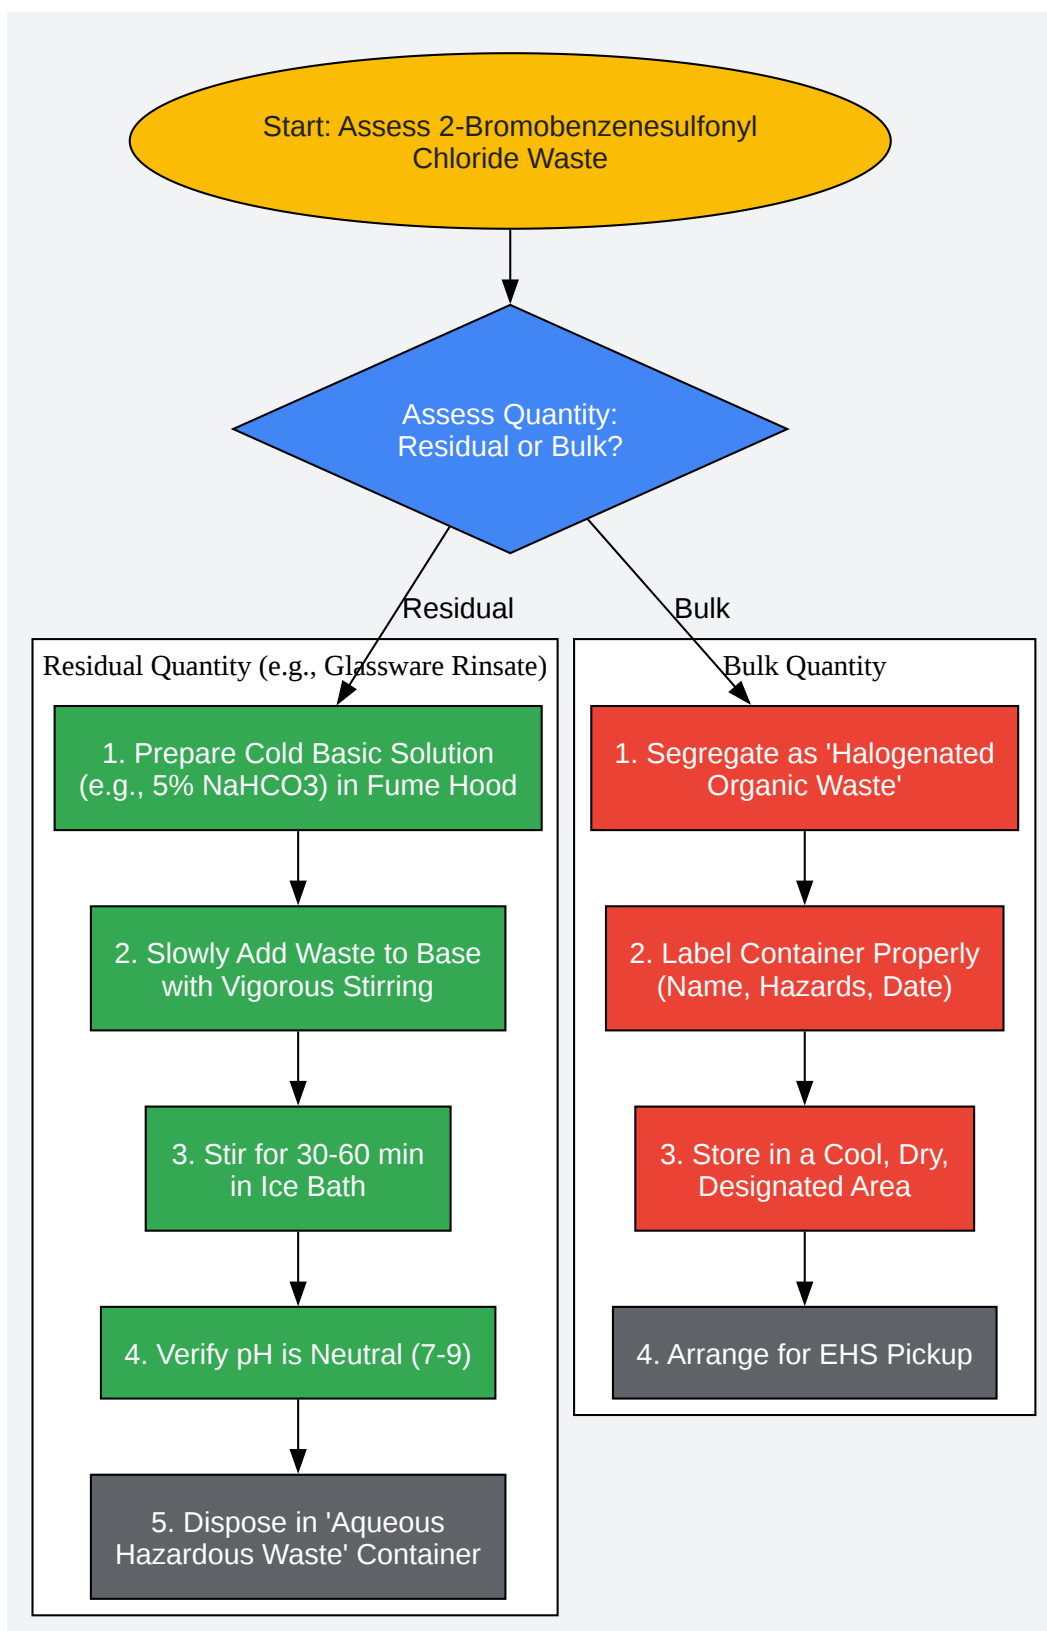 Start: Assess 2-Bromobenzenesulfonyl
Chloride Waste
Assess Quantity:
Residual or Bulk?
Residual
Bulk
Residual Quantity (e.g., Glassware Rinsate)
1. Prepare Cold Basic Solution
(e.g., 5% NaHCO3) in Fume Hood
2. Slowly Add Waste to Base
with Vigorous Stirring
3. Stir for 30-60 min
in Ice Bath
4. Verify pH is Neutral (7-9)
5. Dispose in 'Aqueous
Hazardous Waste' Container
Bulk Quantity
1. Segregate as 'Halogenated
Organic Waste'
2. Label Container Properly
(Name, Hazards, Date)
3. Store in a Cool, Dry,
Designated Area
4. Arrange for EHS Pickup